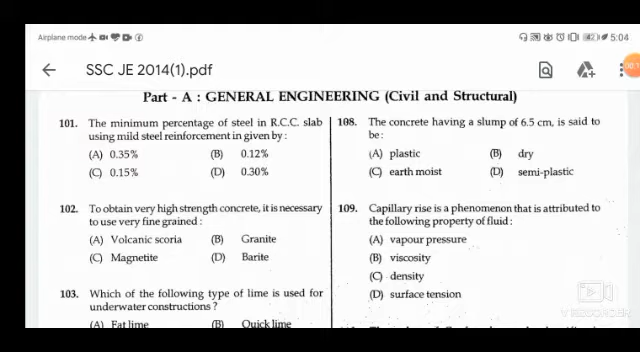 Airplane mode
42 5:04
SSC JE 2014(1).pdf
00:1
Part - A : GENERAL ENGINEERING (Civil and Structural)
101. The minimum percentage of steel in R.C.C. slab
using mild steel reinforcement in given by :
(A) 0.35% (B) 0.12%
(C) 0.15% (D) 0.30%
102. To obtain very high strength concrete, it is necessary
to use very fine grained :
(A) Volcanic scoria (B) Granite
(C) Magnetite (D) Barite
103. Which of the following type of lime is used for
underwater constructions ?
(A) Fat lime (B) Quick lime
108. The concrete having a slump of 6.5 cm, is said to
be :
(A) plastic (B) dry
(C) earth moist (D) semi-plastic
109. Capillary rise is a phenomenon that is attributed to
the following property of fluid :
(A) vapour pressure
(B) viscosity
(C) density
(D) surface tension
V RECORDER